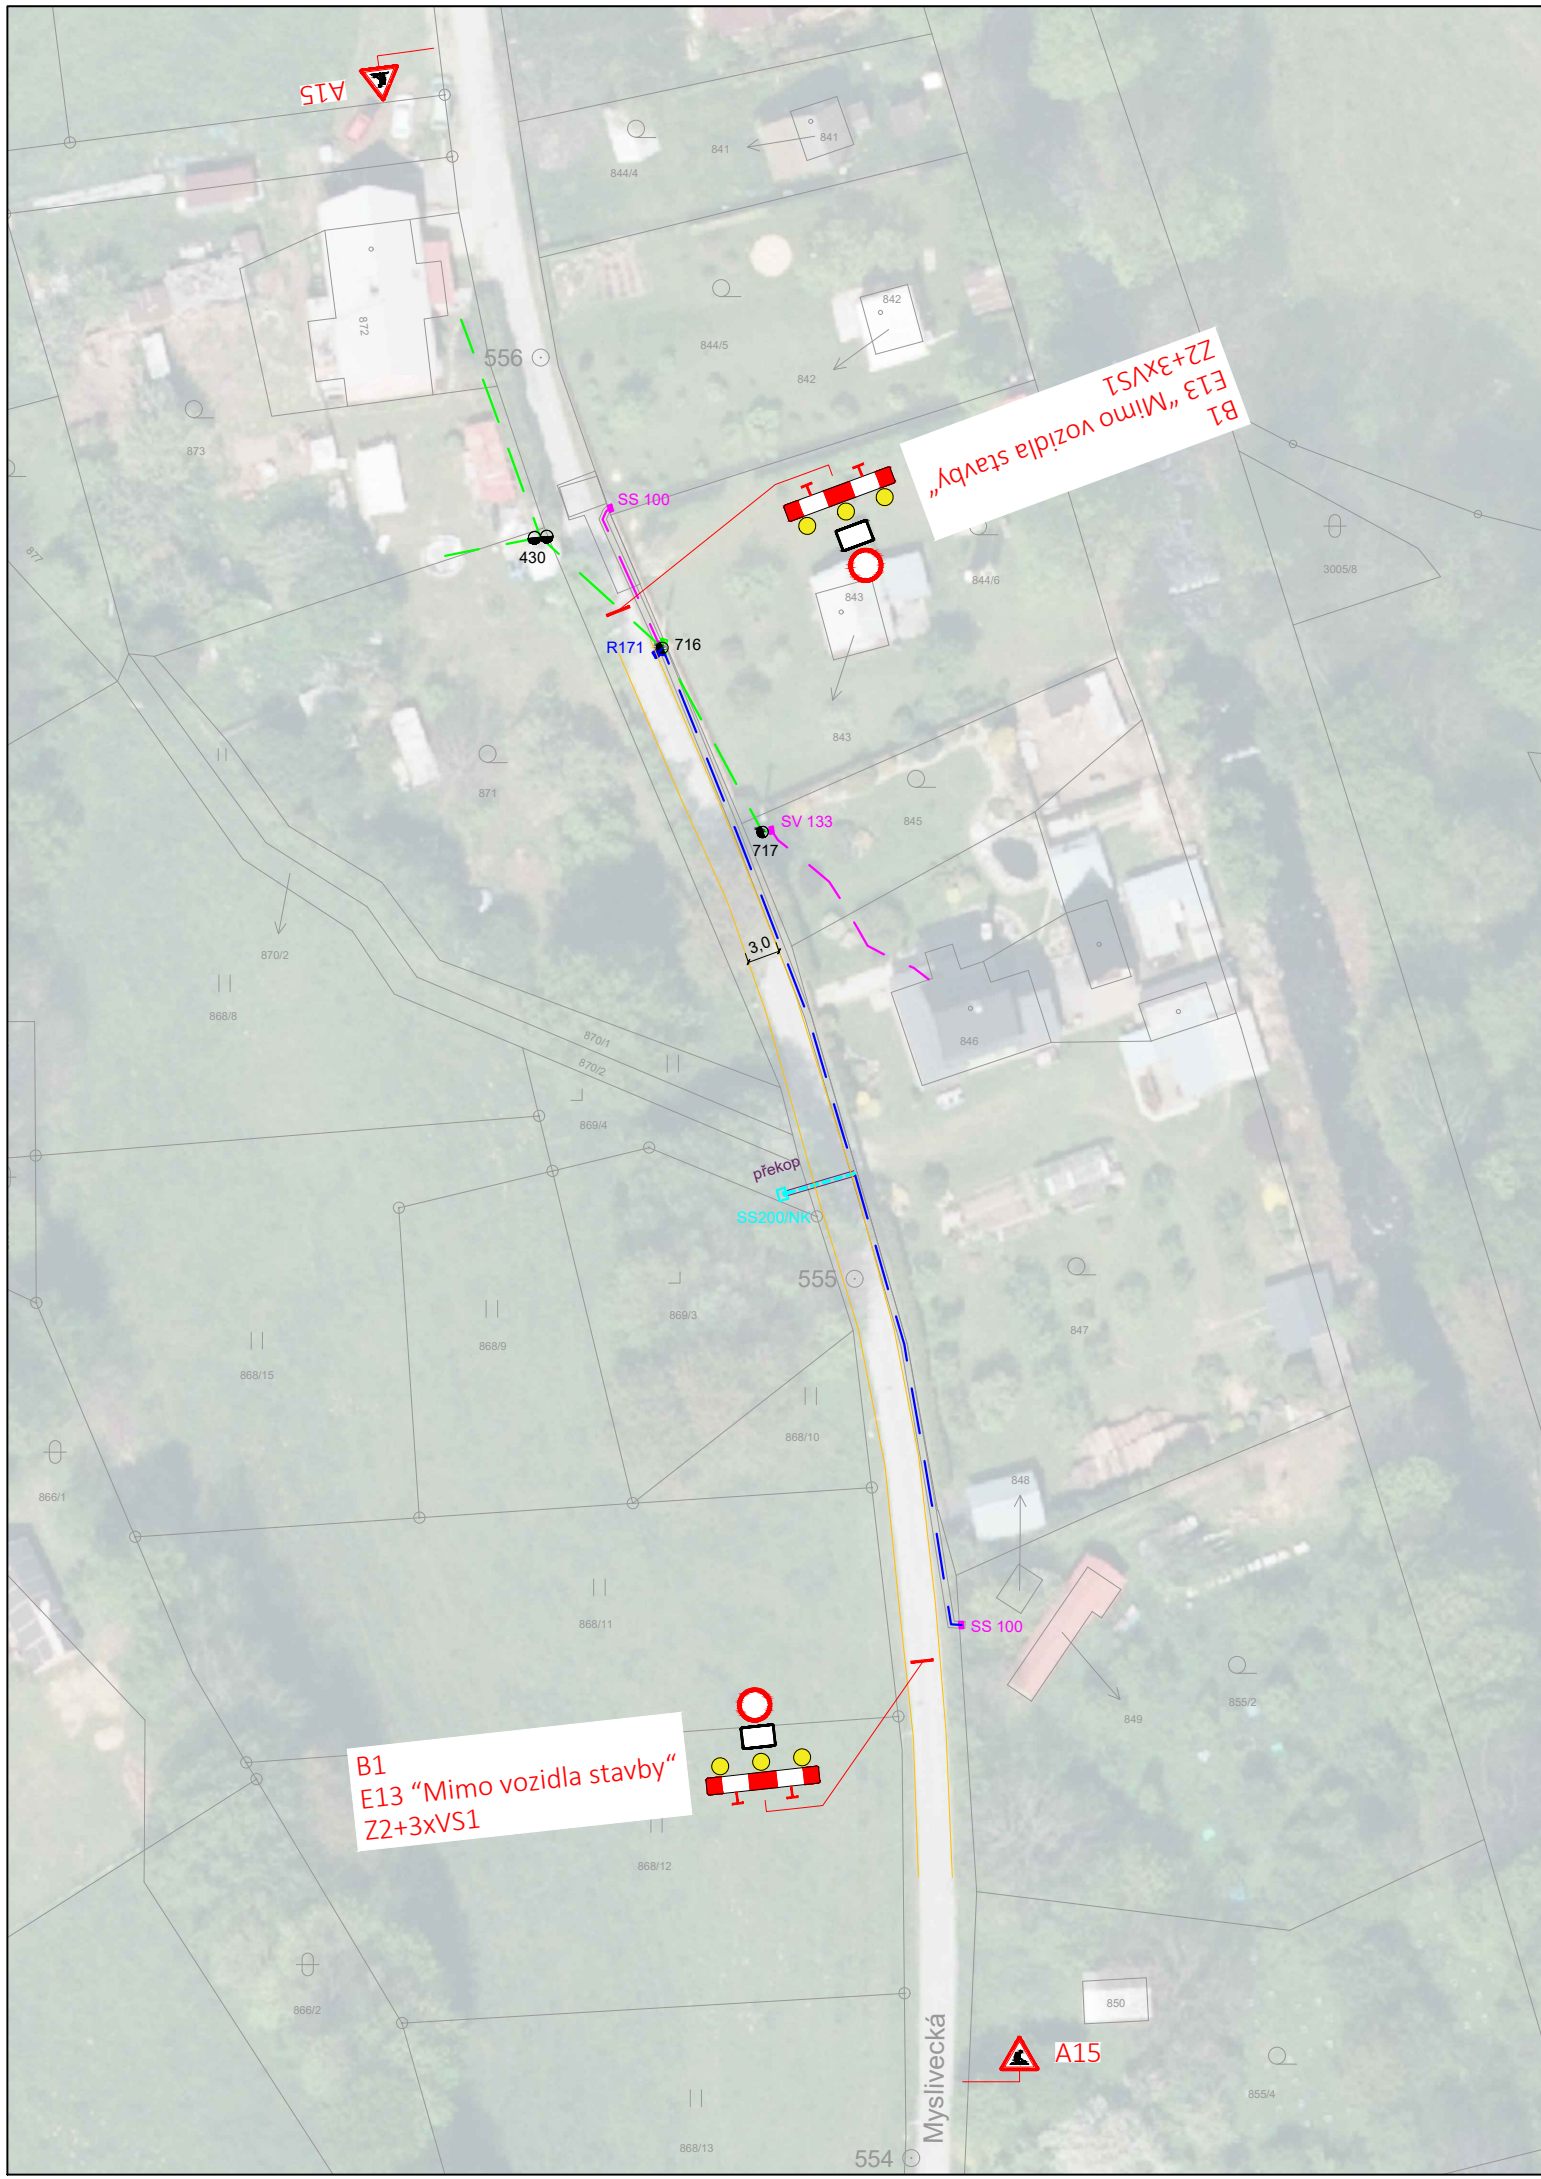 A15
841
841
844/4
842
844/5
842
872
556
873
Z2+3xVS1
E13 “Mimo vozidla stavby“
B1
SS 100
430
877
3005/8
844/6
843
R171
716
843
871
SV 133
845
717
3,0
870/2
868/8
870/1
870/2
846
869/4
překop
SS200/NK
555
869/3
847
868/9
868/15
868/10
848
866/1
868/11
SS 100
855/2
849
B1
E13 “Mimo vozidla stavby“
Z2+3xVS1
868/12
850
866/2
Myslivecká
A15
855/4
868/13
554